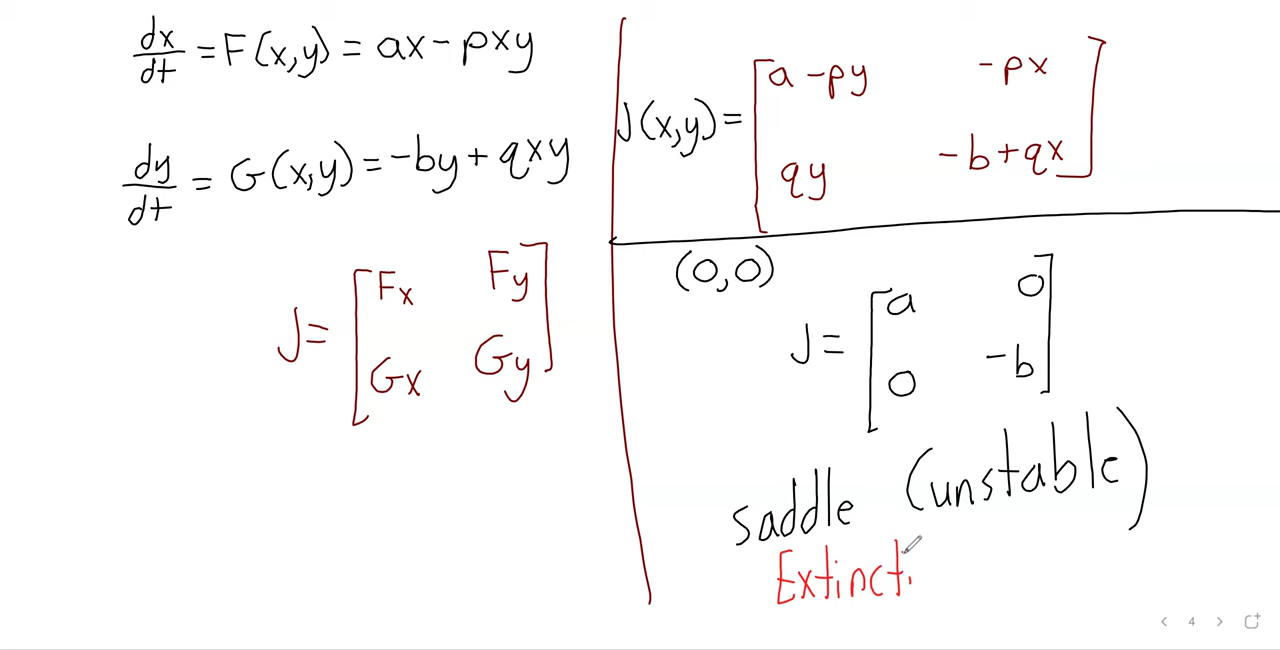 dx/dt = F(x,y) = ax - pxy
dy/dt = G(x,y) = -by + qxy
J = [Fx Fy
Gx Gy]
J(x,y) = [a - py -px
qy -b + qx]
(0,0)
J = [a 0
0 -b]
saddle (unstable)
Extinct.
4